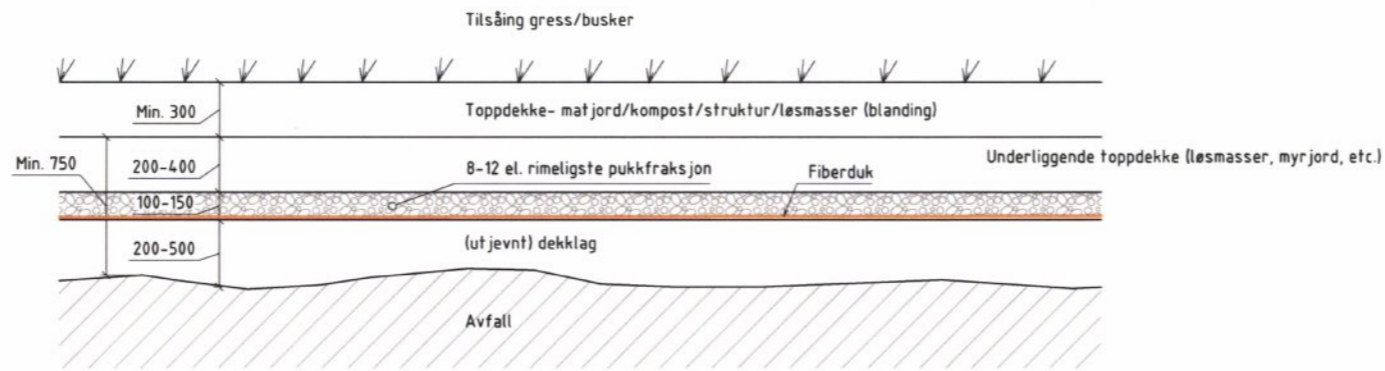 Tilsåing gress/busker
Min. 300
Toppdekke- matjord/kompost/struktur/løsmasser (blanding)
Min. 750
200-400
8-12 el. rimeligste pukkfraksjon
Fiberduk
Underliggende toppdekke (løsmasser, myrjord, etc.)
100-150
200-500
(utjevnt) dekklag
Avfall